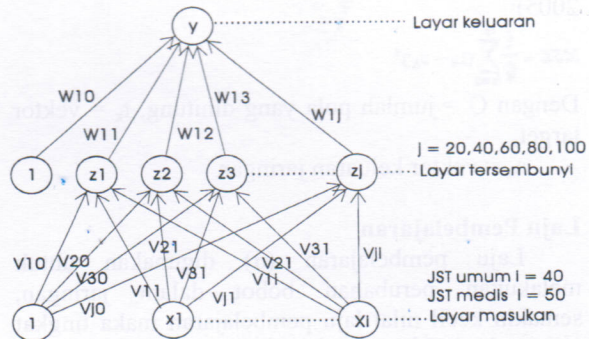 y
Layar keluaran
W10
W13
W11
W12
W1j
j = 20,40,60,80,100
Layar tersembunyi
1
z1
z2
z3
zj
V10
V20
V30
Vj0
V21
V11
V31
Vj1
V1i
V21
V31
Vji
JST umum i = 40
JST medis i = 50
Layar masukan
1
x1
Xi